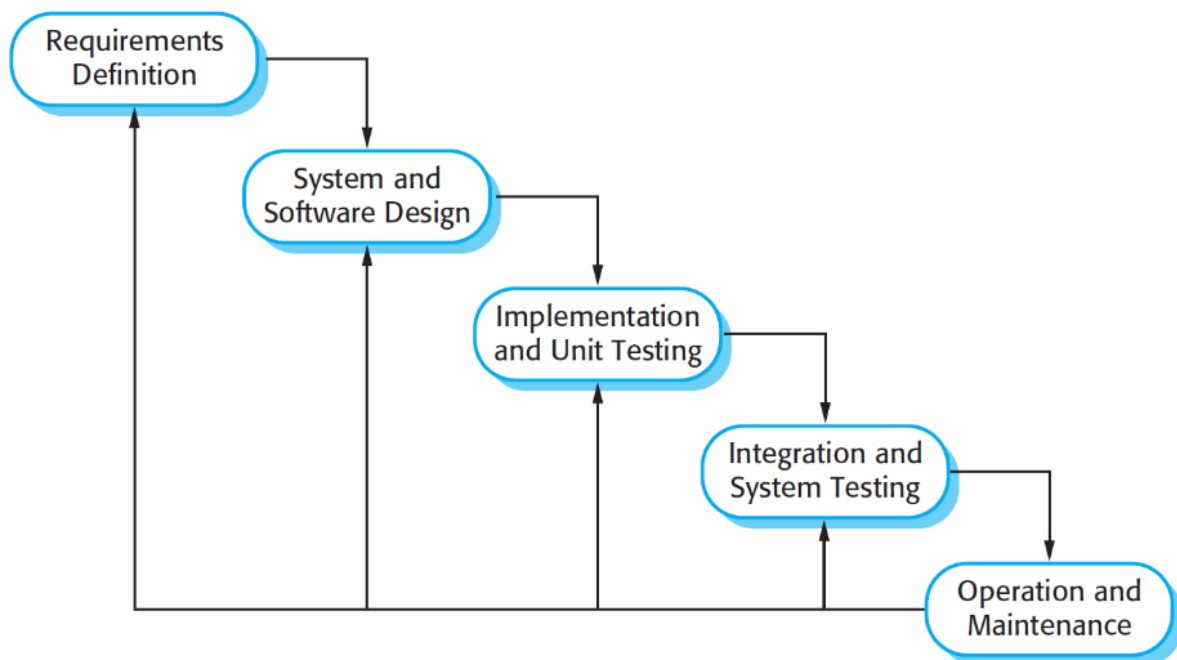 Requirements
Definition
System and
Software Design
Implementation
and Unit Testing
Integration and
System Testing
Operation and
Maintenance